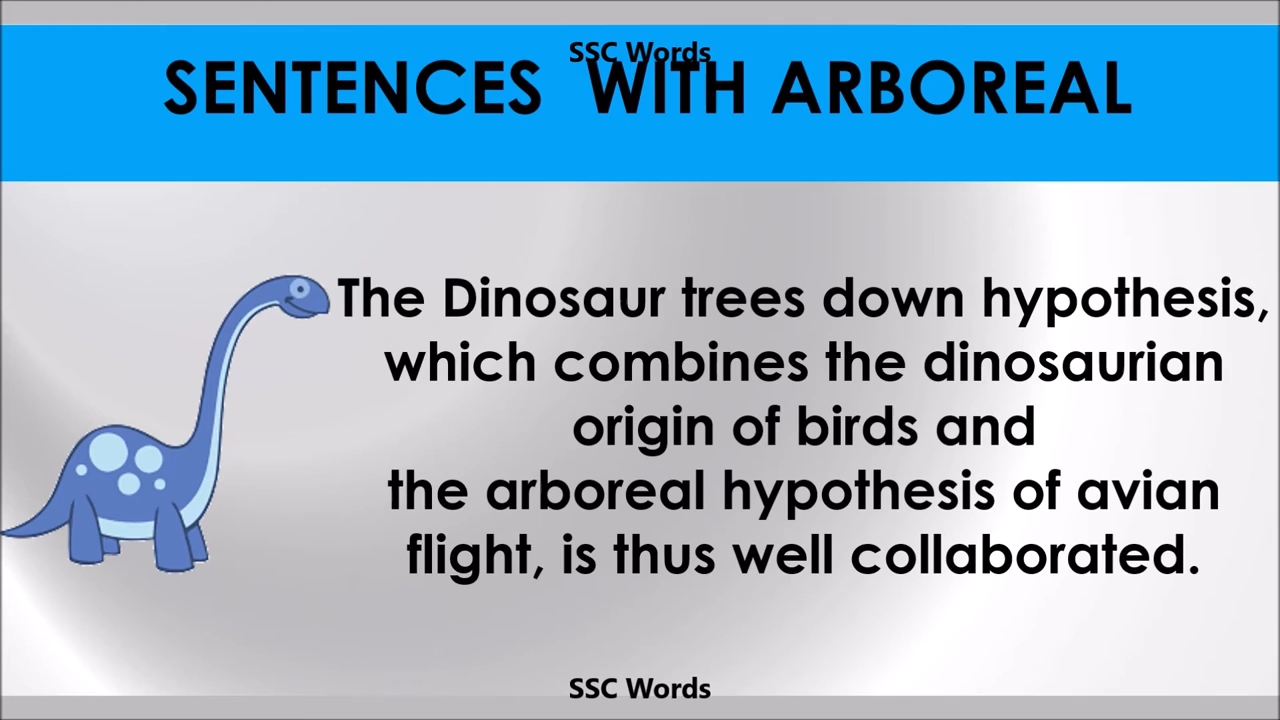 SSC Words
SENTENCES WITH ARBOREAL
The Dinosaur trees down hypothesis,
which combines the dinosaurian
origin of birds and
the arboreal hypothesis of avian
flight, is thus well collaborated.
SSC Words